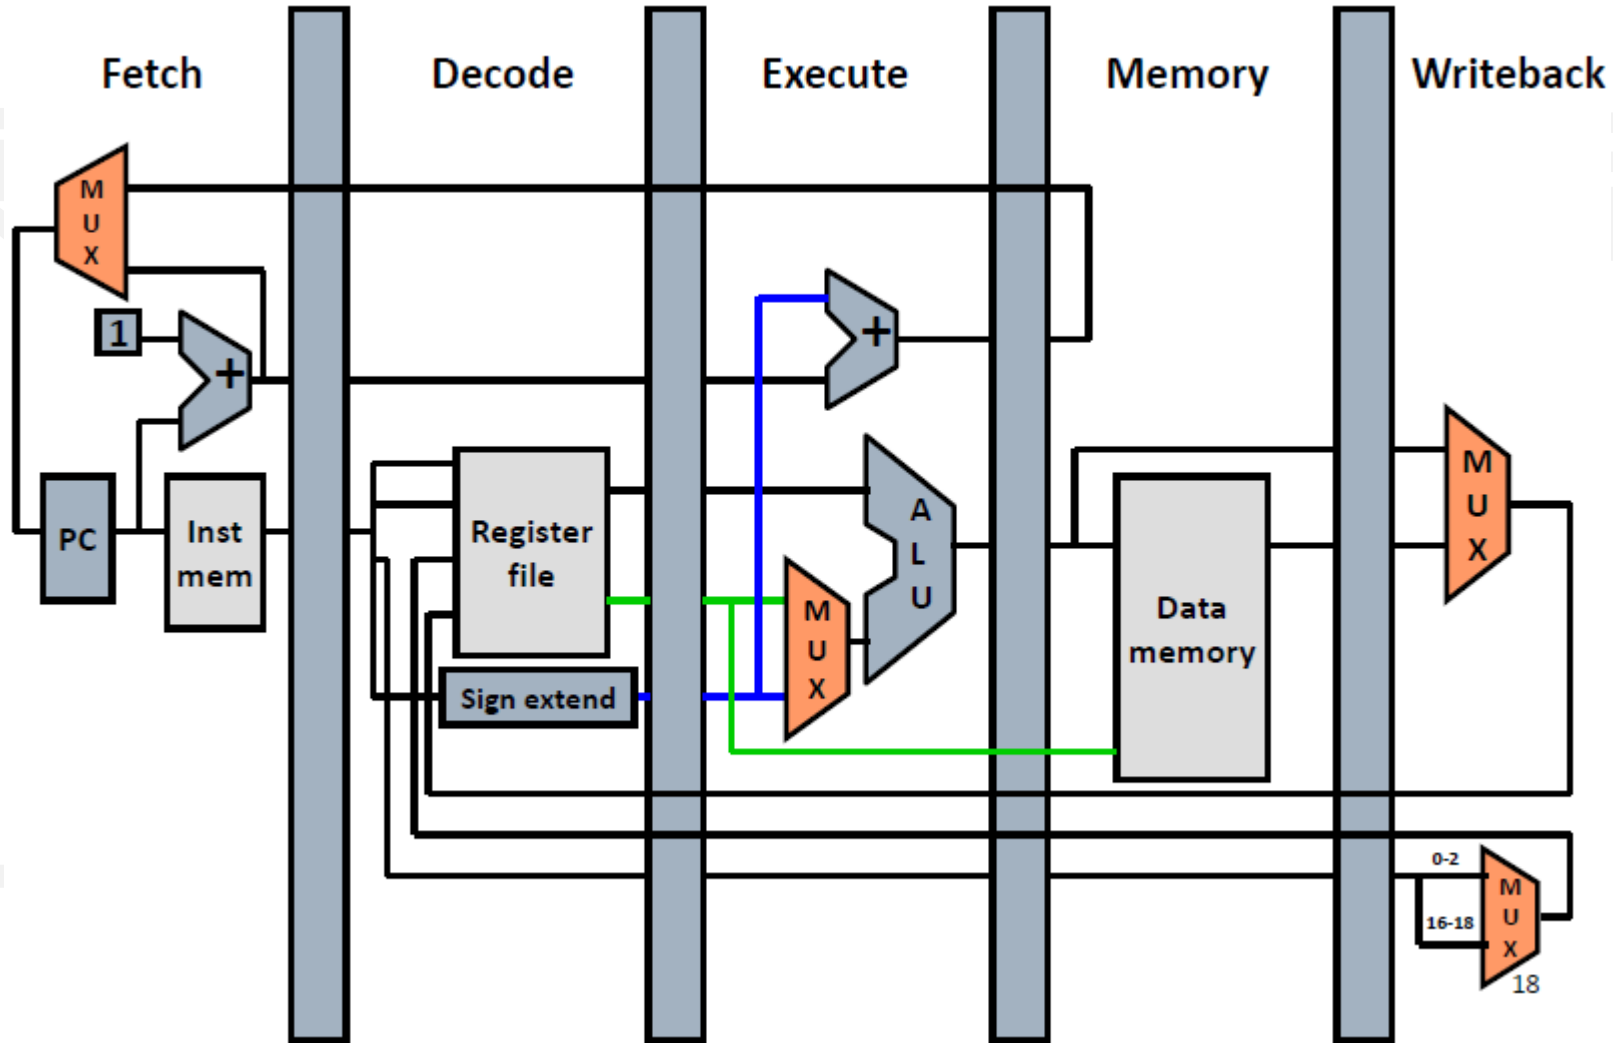 Fetch
Decode
Execute
Memory
Writeback
M
U
X
1
+
+
PC
Inst
mem
Register
file
Sign extend
M
U
X
A
L
U
Data
memory
M
U
X
0-2
16-18
M
U
X
18